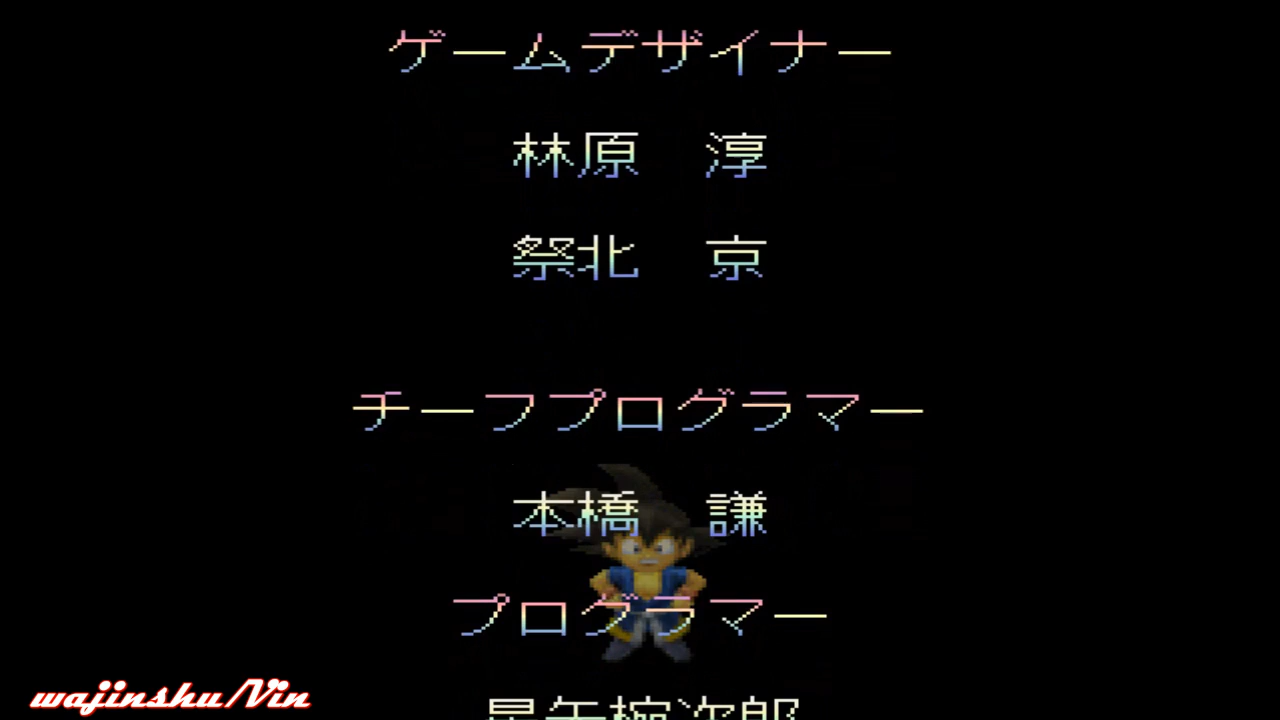 ゲームデザイナー
林原 淳
祭北 京
チーフプログラマー
本橋 謙
プログラマー
wajinshu/Vin